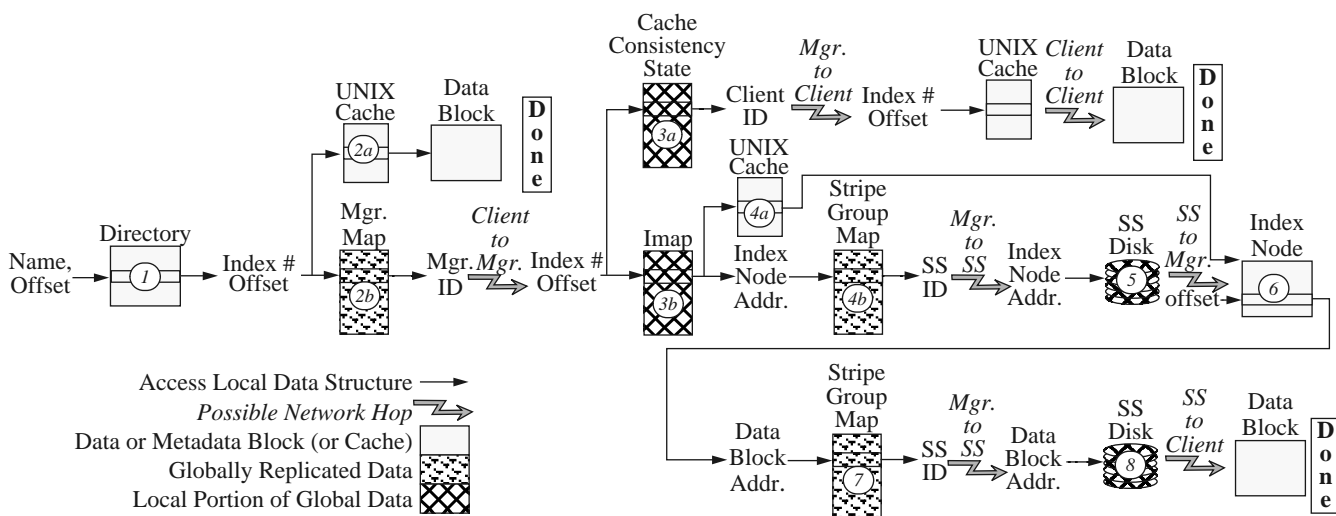 Cache
Consistency
State
Mgr.
to
Client
UNIX
Cache
Client
to
Client
Data
Block
D
o
n
e
UNIX
Cache
Data
Block
D
o
n
e
2a
3a
Client
ID
Index #
Offset
UNIX
Cache
4a
Name,
Offset
Directory
1
Index #
Offset
Mgr.
Map
2b
Mgr.
ID
Client
to
Mgr.
Index #
Offset
Imap
3b
Index
Node
Addr.
Stripe
Group
Map
4b
SS
ID
Mgr.
to
SS
Index
Node
Addr.
SS
Disk
5
SS
to
Mgr.
offset
Index
Node
6
Access Local Data Structure
Possible Network Hop
Data or Metadata Block (or Cache)
Globally Replicated Data
Local Portion of Global Data
Data
Block
Addr.
Stripe
Group
Map
7
SS
ID
Mgr.
to
SS
Data
Block
Addr.
SS
Disk
8
SS
to
Client
Data
Block
D
o
n
e